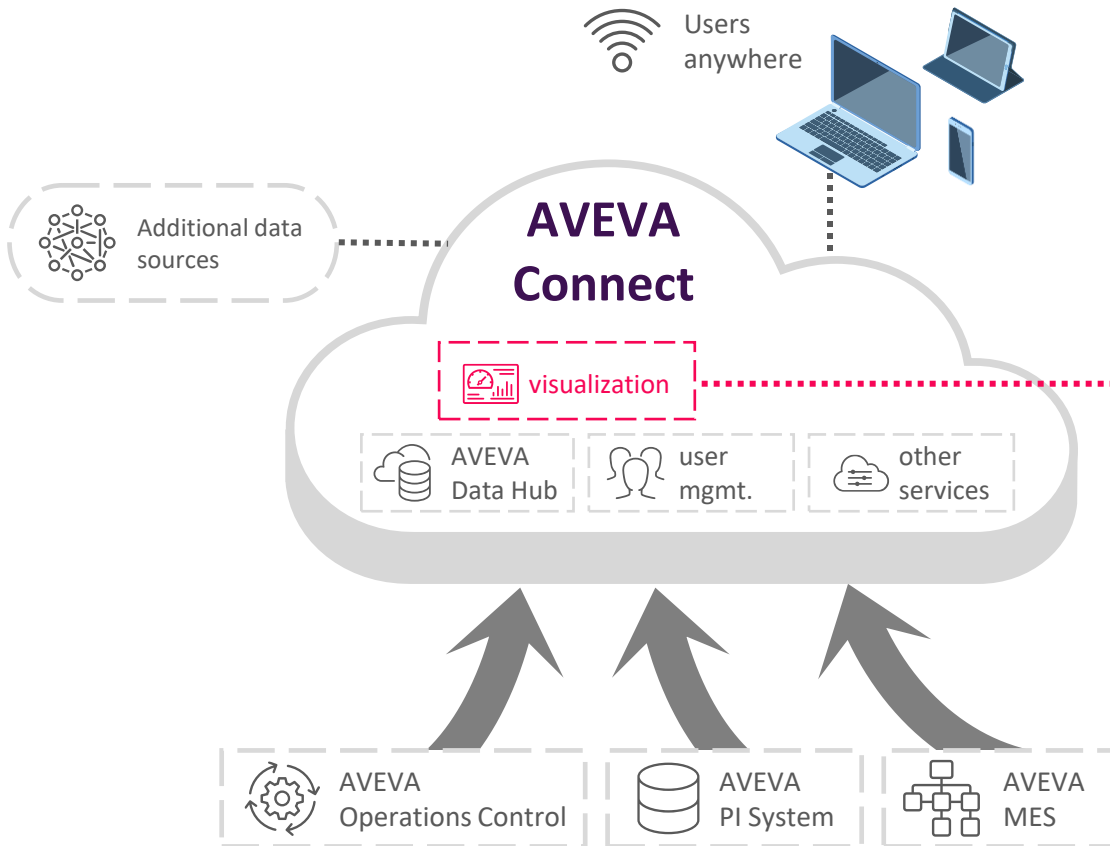 Users
anywhere
Additional data
sources
AVEVA
Connect
visualization
AVEVA
Data Hub
user
mgmt.
other
services
AVEVA
Operations Control
AVEVA
PI System
AVEVA
MES